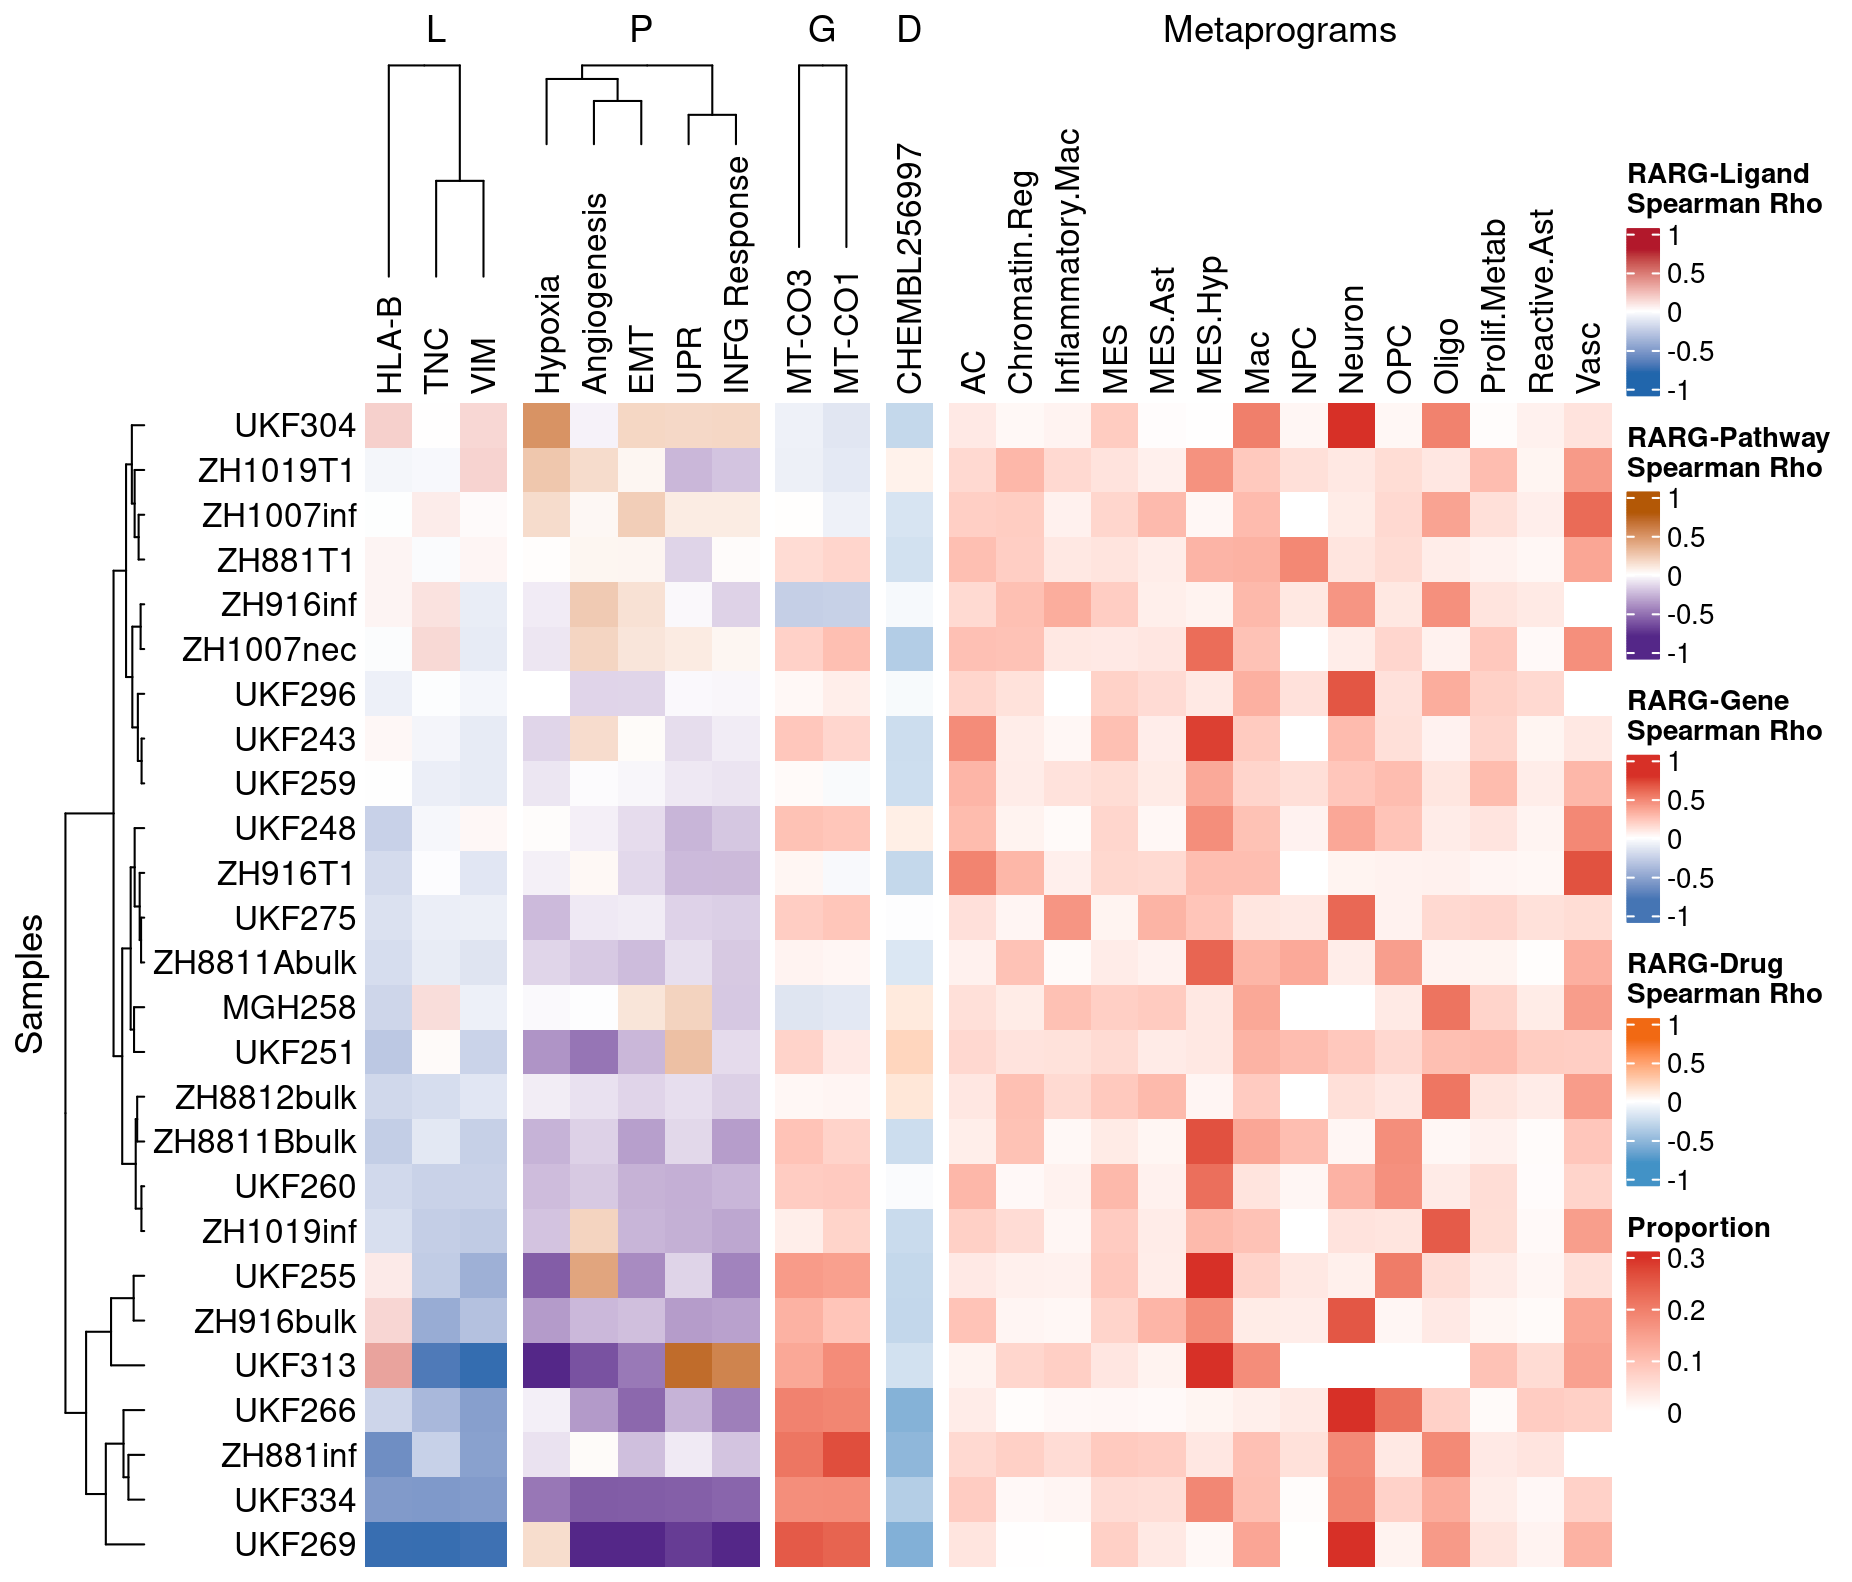 L P G D Metaprograms
HLA-B
TNC
VIM
Hypoxia
Angiogenesis
EMT
UPR
INFG Response
MT-CO3
MT-CO1
CHEMBL256997
AC
Chromatin.Reg
Inflammatory.Mac
MES
MES.Ast
MES.Hyp
Mac
NPC
Neuron
OPC
Oligo
Prolif.Metab
Reactive.Ast
Vasc
Samples
UKF304
ZH1019T1
ZH1007inf
ZH881T1
ZH916inf
ZH1007nec
UKF296
UKF243
UKF259
UKF248
ZH916T1
UKF275
ZH8811Abulk
MGH258
UKF251
ZH8812bulk
ZH8811Bbulk
UKF260
ZH1019inf
UKF255
ZH916bulk
UKF313
UKF266
ZH881inf
UKF334
UKF269
RARG-Ligand
Spearman Rho
1
0.5
0
-0.5
-1
RARG-Pathway
Spearman Rho
1
0.5
0
-0.5
-1
RARG-Gene
Spearman Rho
1
0.5
0
-0.5
-1
RARG-Drug
Spearman Rho
1
0.5
0
-0.5
-1
Proportion
0.3
0.2
0.1
0